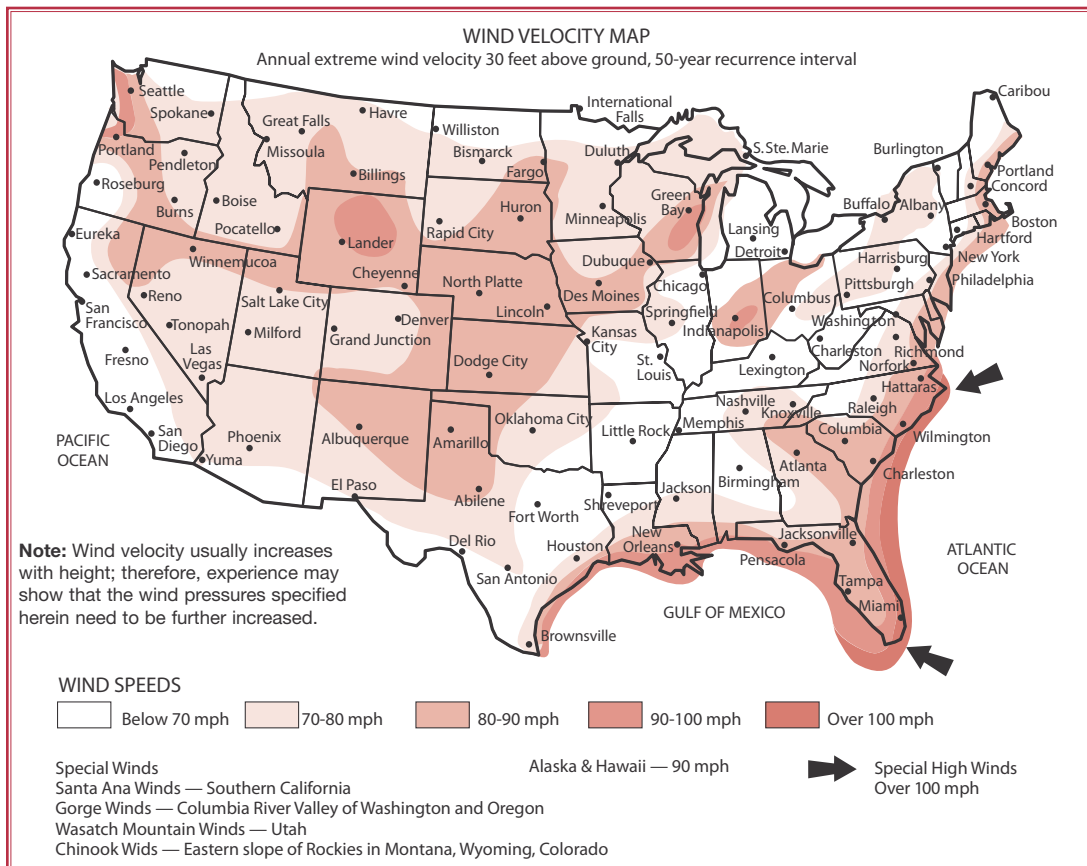 WIND VELOCITY MAP
Annual extreme wind velocity 30 feet above ground, 50-year recurrence interval
Seattle
Spokane
Portland
Pendleton
Roseburg
Burns
Eureka
Great Falls
Missoula
Havre
Billings
Boise
Pocatello
Lander
Cheyenne
Williston
Bismarck
Fargo
Rapid City
Huron
International
Falls
Duluth
Minneapolis
S.Ste. Marie
Green
Bay
Lansing
Detroit
Dubuque
Des Moines
Chicago
Springfield
Indianapolis
Columbus
Caribou
Burlington
Portland
Concord
Buffalo
Albany
Boston
Hartford
New York
Harrisburg
Pittsburgh
Philadelphia
Washington
Charleston
Richmond
Norfork
Hattaras
Raleigh
Wilmington
Sacramento
San
Francisco
Winnemucoa
Reno
Tonopah
Las
Vegas
Fresno
Los Angeles
San
Diego
Yuma
Phoenix
Salt Lake City
Milford
Grand Junction
Denver
North Platte
Lincoln
Dodge City
Kansas
City
St.
Louis
Lexington
Nashville
Knoxville
Memphis
Little Rock
Oklahoma City
Albuquerque
Amarillo
El Paso
Abilene
Fort Worth
Shreveport
Jackson
Birmingham
Atlanta
Columbia
Charleston
Del Rio
San Antonio
Houston
New
Orleans
Pensacola
Jacksonville
Tampa
Miami
Brownsville
PACIFIC
OCEAN
ATLANTIC
OCEAN
GULF OF MEXICO
Note: Wind velocity usually increases
with height; therefore, experience may
show that the wind pressures specified
herein need to be further increased.
WIND SPEEDS
Below 70 mph
70-80 mph
80-90 mph
90-100 mph
Over 100 mph
Special Winds
Santa Ana Winds — Southern California
Gorge Winds — Columbia River Valley of Washington and Oregon
Wasatch Mountain Winds — Utah
Chinook Wids — Eastern slope of Rockies in Montana, Wyoming, Colorado
Alaska & Hawaii — 90 mph
Special High Winds
Over 100 mph